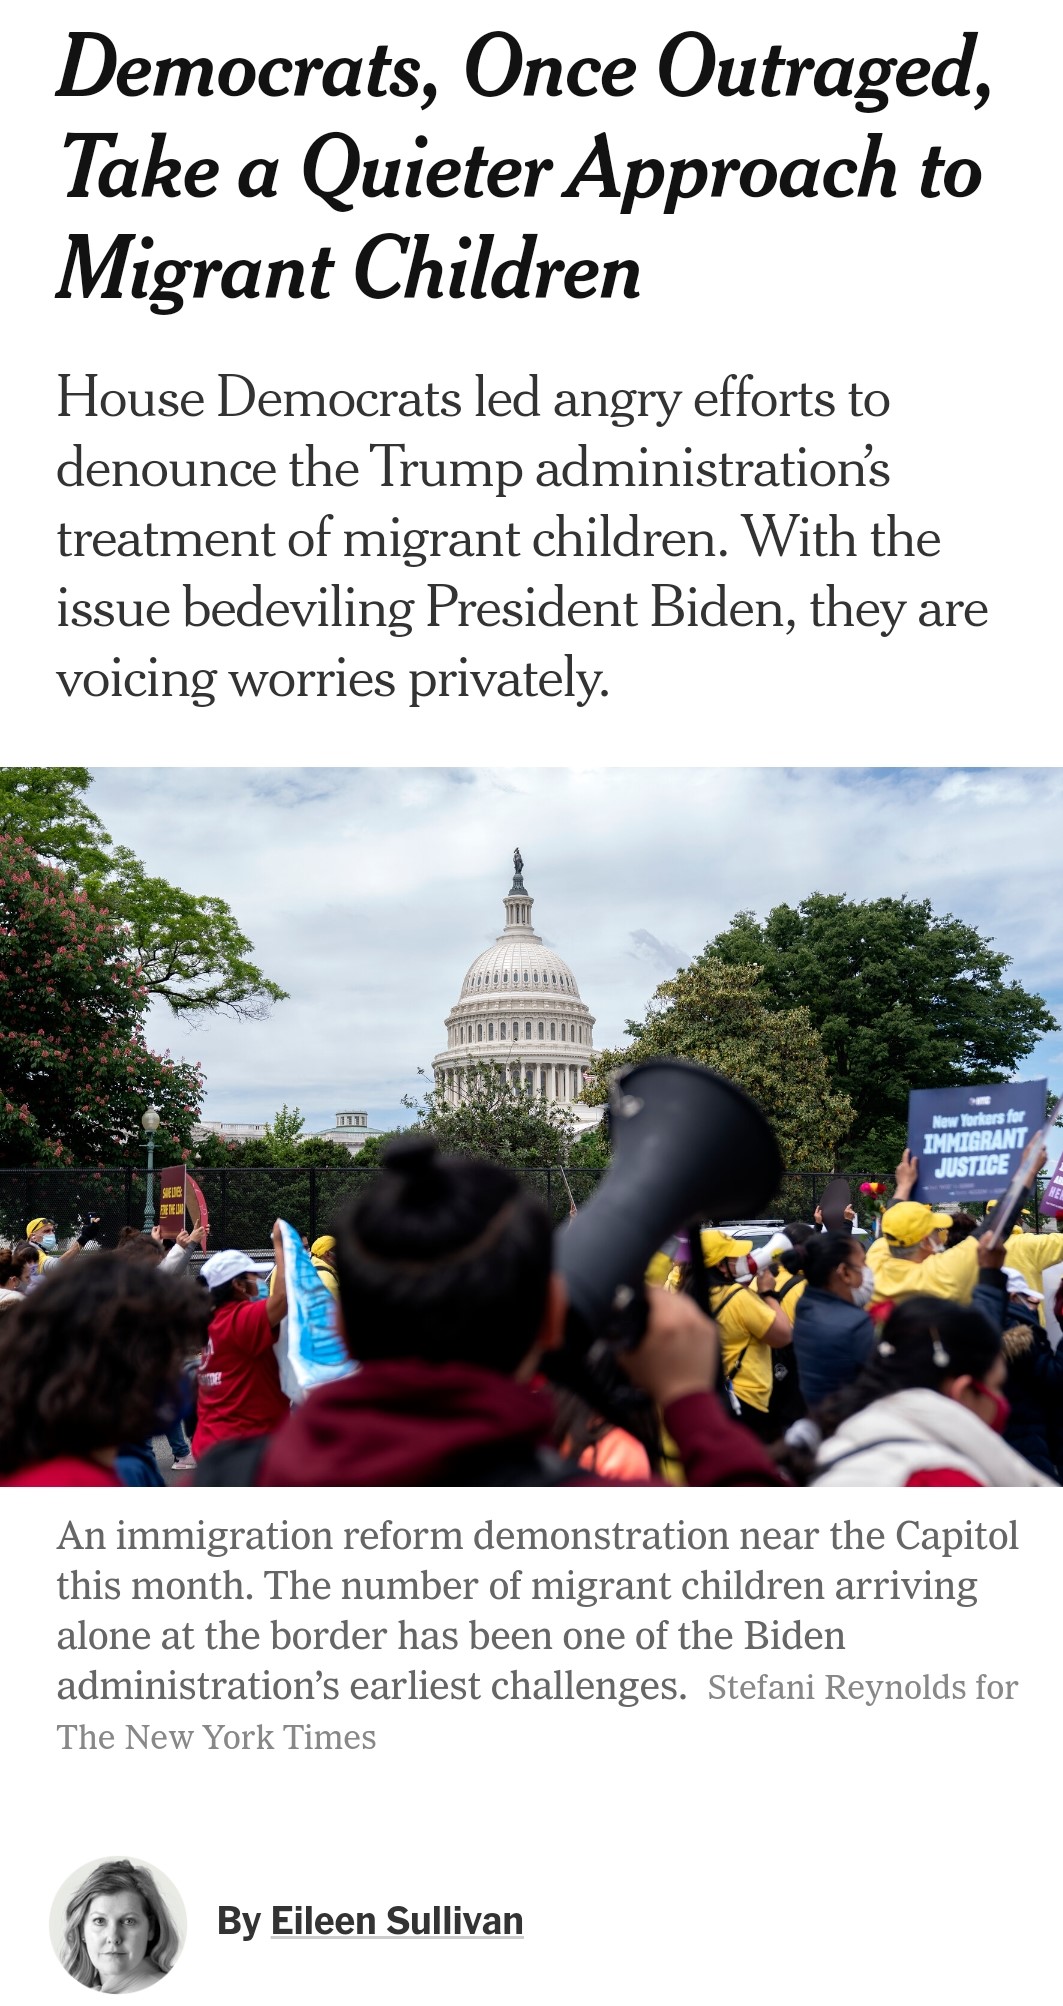 Democrats, Once Outraged,
Take a Quieter Approach to
Migrant Children
House Democrats led angry efforts to
denounce the Trump administration’s
treatment of migrant children. With the
issue bedeviling President Biden, they are
voicing worries privately.
New Yorkers for
IMMIGRANT
JUSTICE
An immigration reform demonstration near the Capitol
this month. The number of migrant children arriving
alone at the border has been one of the Biden
administration’s earliest challenges. Stefani Reynolds for
The New York Times
By Eileen Sullivan